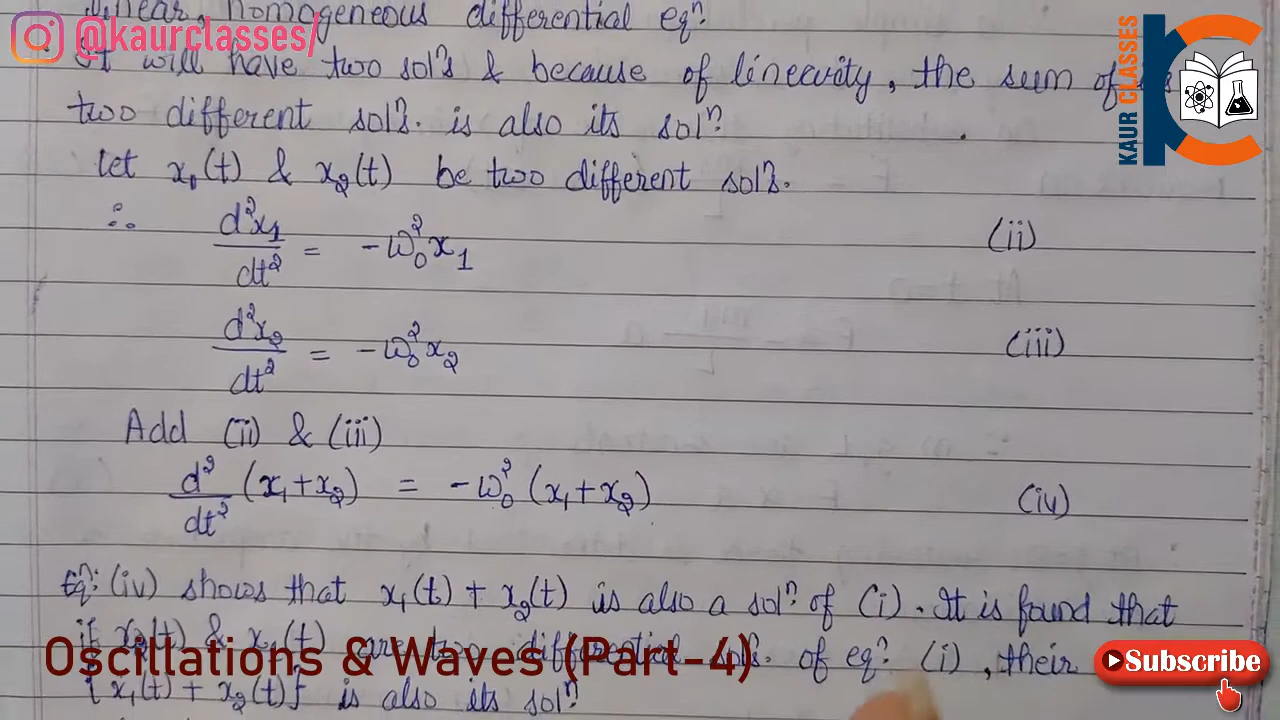 linear, homogeneous differential eqⁿ.
@kaurclasses/
It will have two solⁿs & because of linearity, the sum of
two different solⁿs. is also its solⁿ.
Let x₁(t) & x₂(t) be two different solⁿs.
∴ d²x₁/dt² = -ω₀²x₁ (ii)
d²x₂/dt² = -ω₀²x₂ (iii)
Add (ii) & (iii)
d²/dt² (x₁+x₂) = -ω₀² (x₁+x₂) (iv)
Eqⁿ. (iv) shows that x₁(t) + x₂(t) is also a solⁿ. of (i). It is found that
if & are two differential solⁿs. of eqⁿ. (i), their
{x₁(t) + x₂(t)} is also its solⁿ.
KAUR CLASSES
Oscillations & Waves (Part-4)
Subscribe